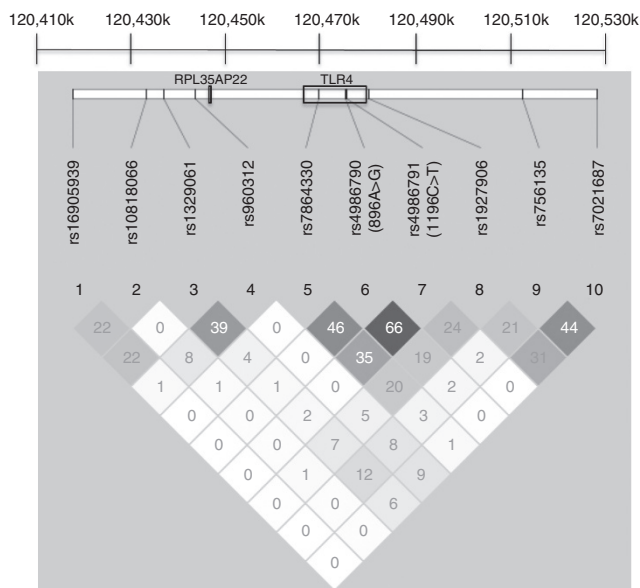 120,410k 120,430k 120,450k 120,470k 120,490k 120,510k 120,530k
RPL35AP22 TLR4
rs16905939
rs10818066
rs1329061
rs960312
rs7864330
rs4986790
(896A>G)
rs4986791
(1196C>T)
rs1927906
rs756135
rs7021687
1 2 3 4 5 6 7 8 9 10
22 0 39 0 46 66 24 21 44
22 8 4 0 35 19 2 31
1 1 1 0 20 2 0
0 0 2 5 3
0 0 7 8 1
0 1 12 9
0 0 6
0 0
0